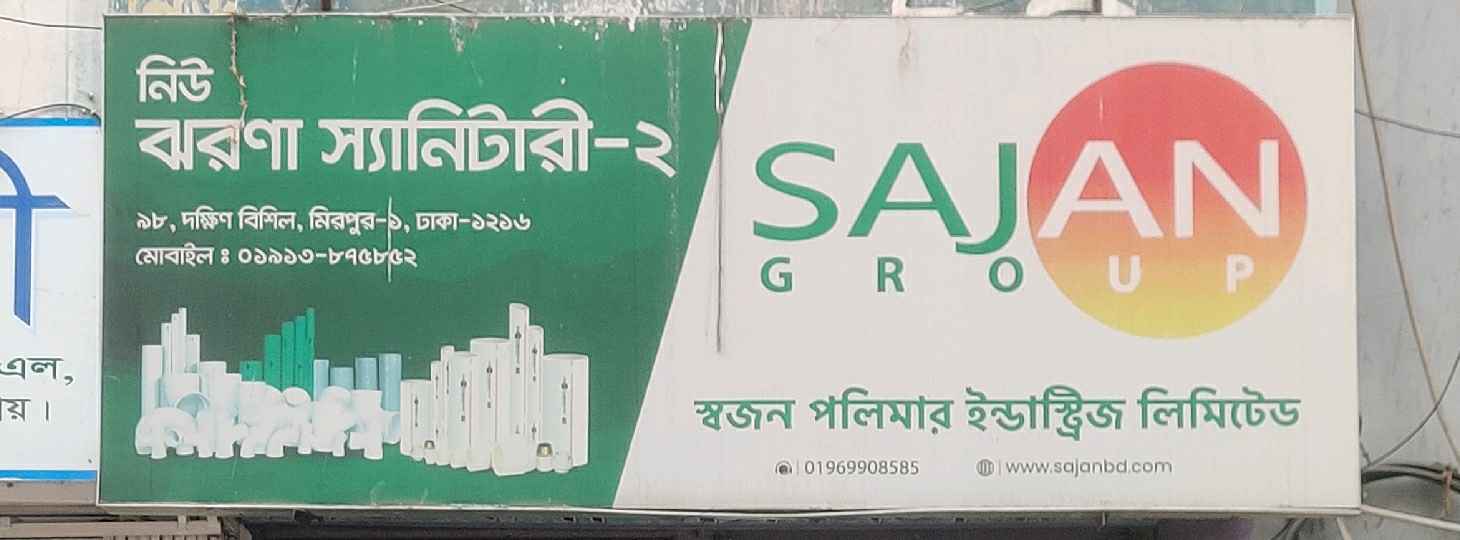 নিউ
ঝরণা স্যানিটারী-২
৯৮, দক্ষিণ বিশিল, মিরপুর-১, ঢাকা-১২১৬
মোবাইল ঃ ০১৯১৩-৮৭৫৮৫২
SAJAN
GROUP
স্বজন পলিমার ইন্ডাস্ট্রিজ লিমিটেড
01969908585 | www.sajanbd.com
এল,
য়।